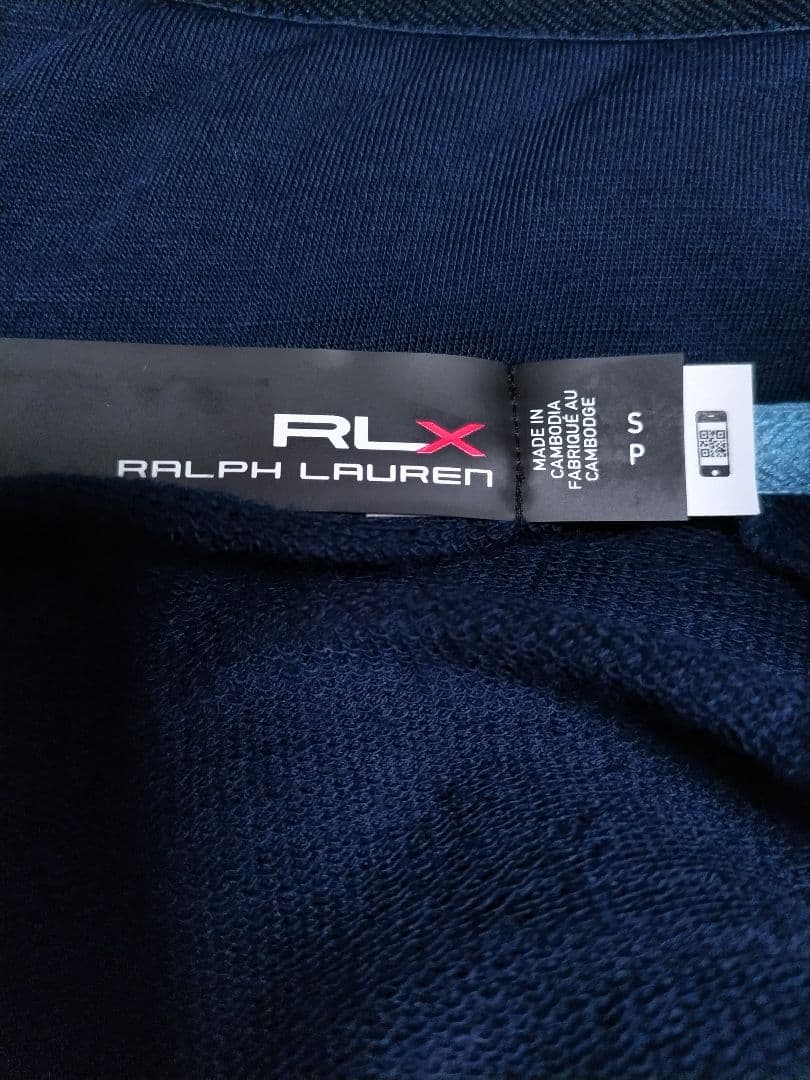 RLX
RALPH LAUREN
MADE IN
CAMBODIA
FABRIQUÉ AU
CAMBODGE
S
P